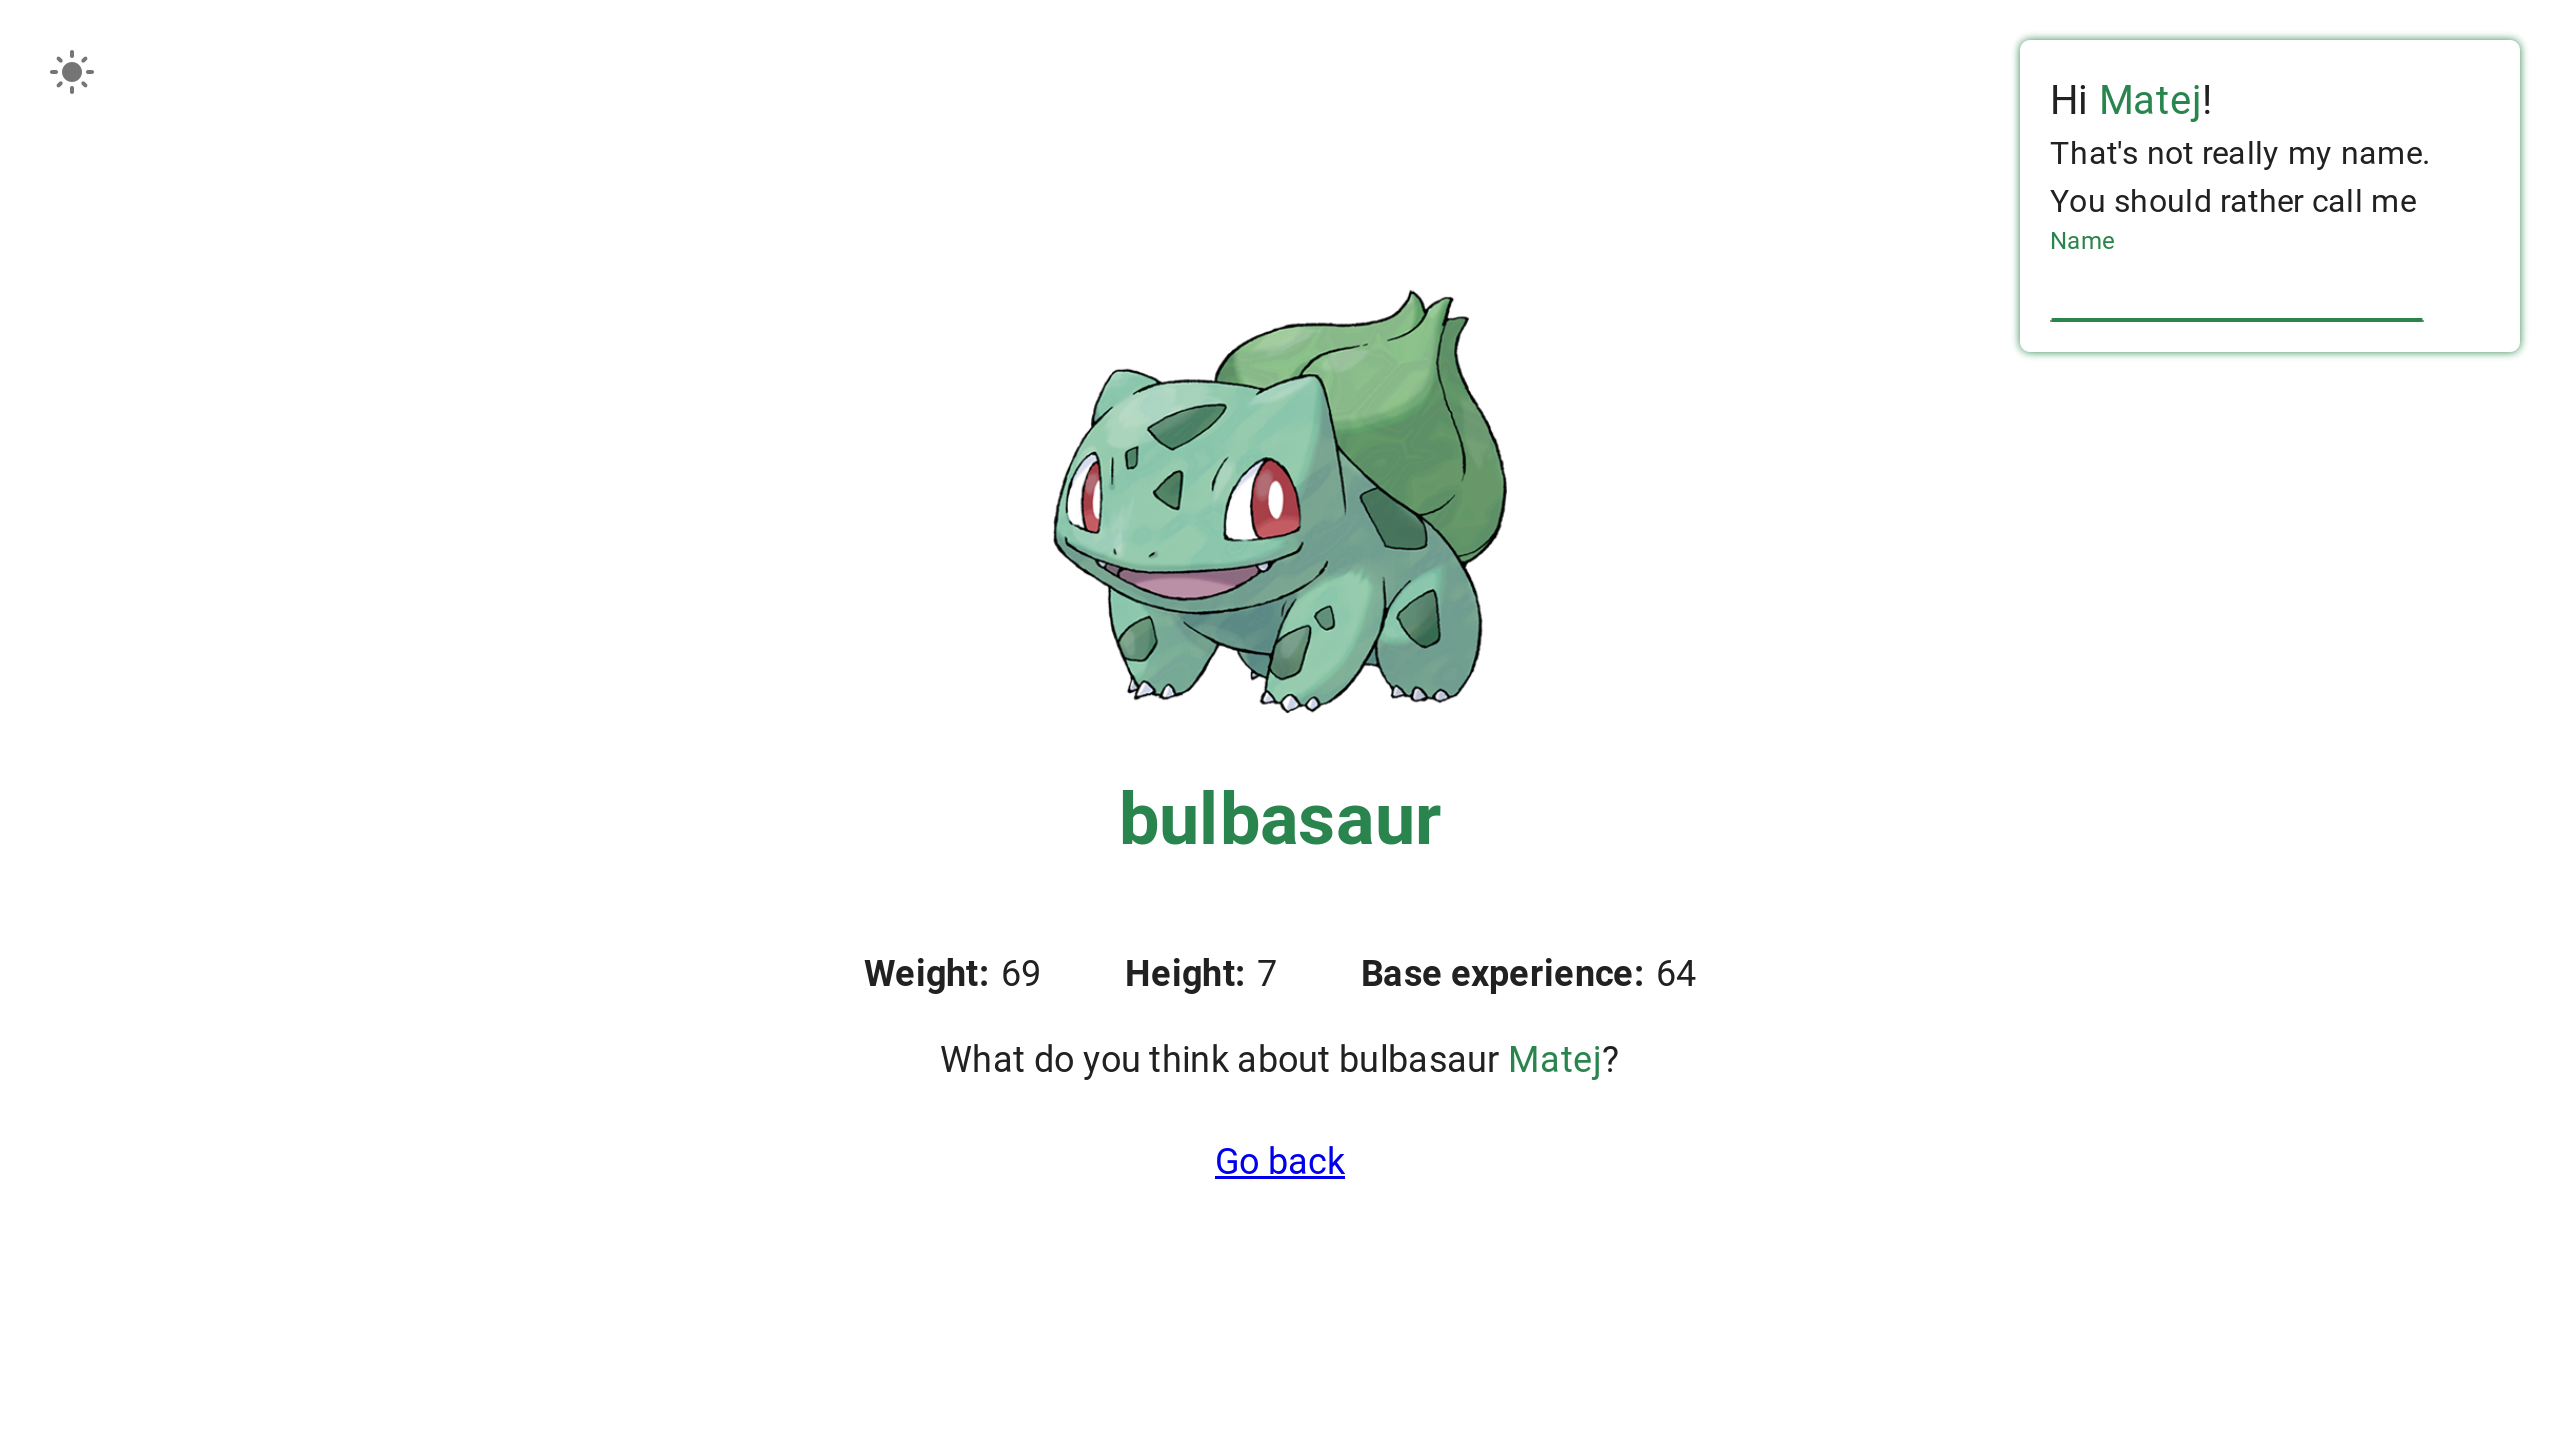 Hi Matej!
That's not really my name.
You should rather call me
Name
bulbasaur
Weight: 69 Height: 7 Base experience: 64
What do you think about bulbasaur Matej?
Go back